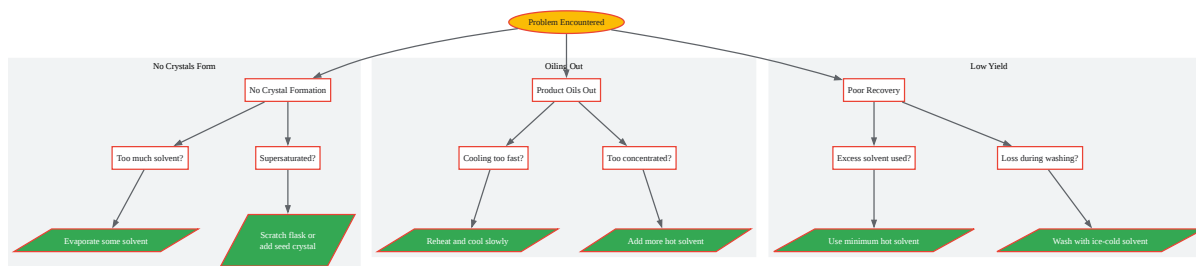 Problem Encountered
No Crystals Form
Oiling Out
Low Yield
No Crystal Formation
Product Oils Out
Poor Recovery
Too much solvent?
Supersaturated?
Cooling too fast?
Too concentrated?
Excess solvent used?
Loss during washing?
Evaporate some solvent
Scratch flask or
add seed crystal
Reheat and cool slowly
Add more hot solvent
Use minimum hot solvent
Wash with ice-cold solvent